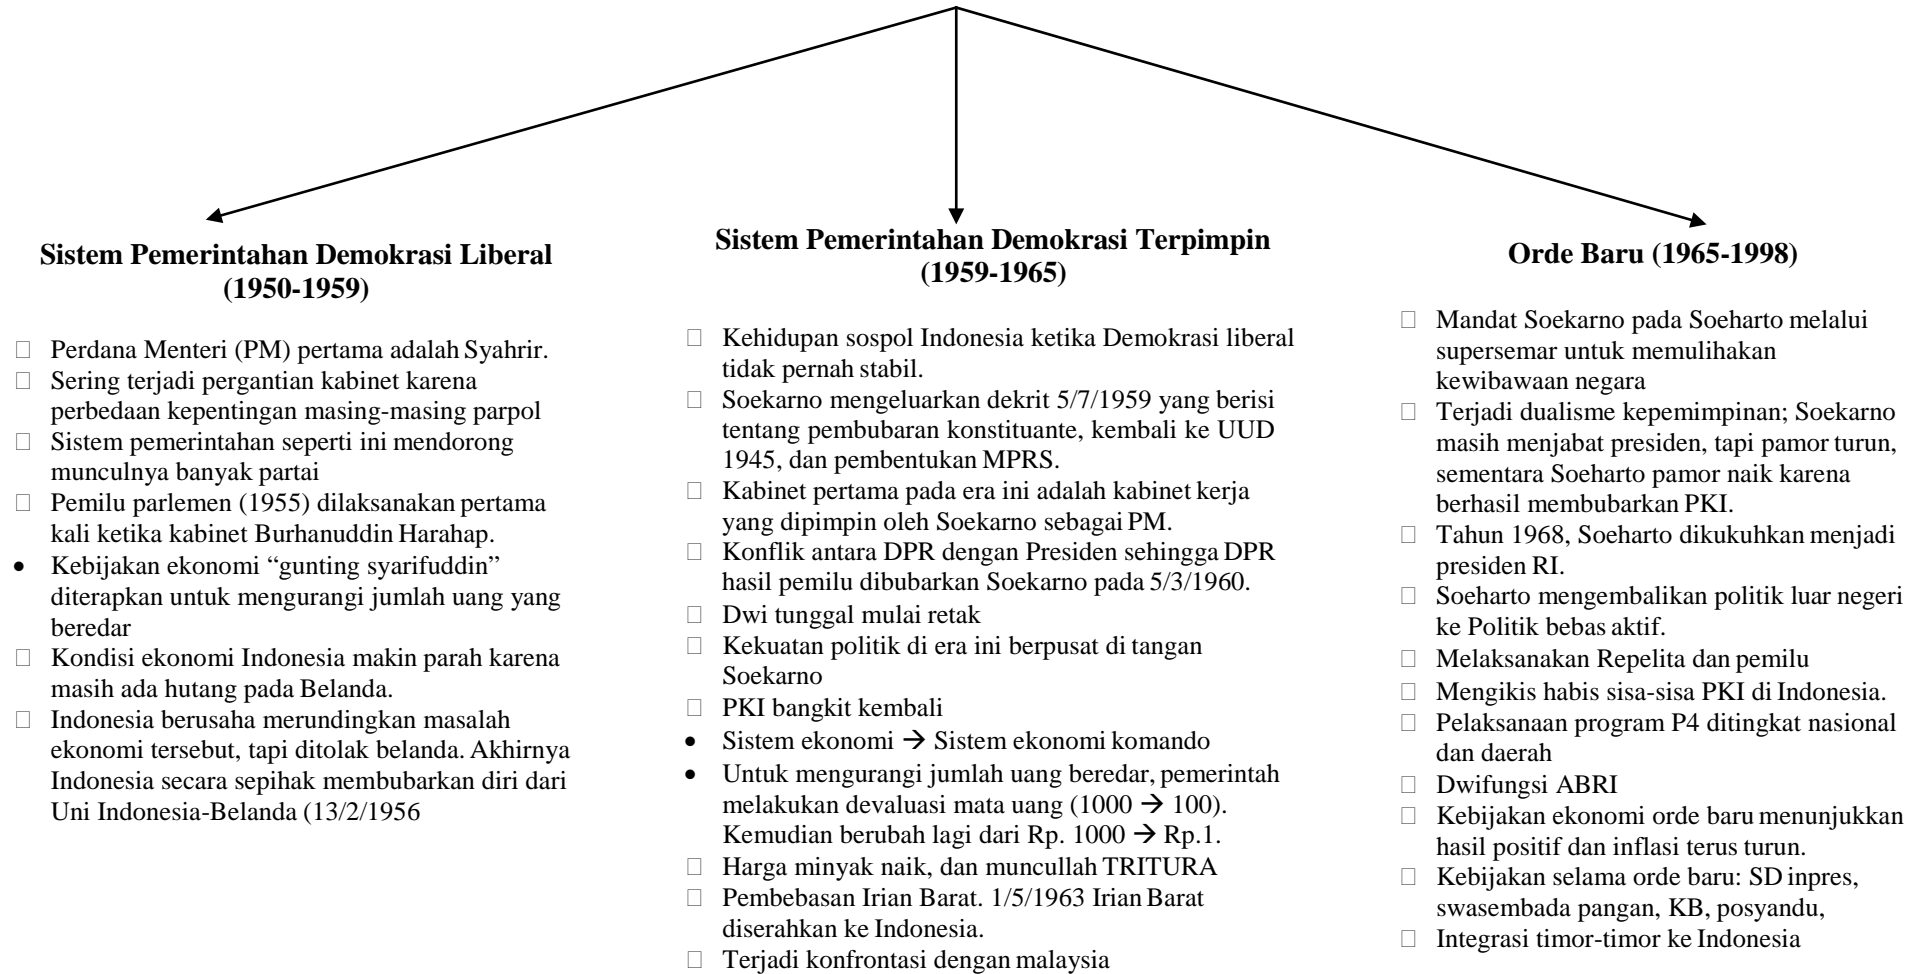 Sistem Pemerintahan Demokrasi Liberal
(1950-1959)
□ Perdana Menteri (PM) pertama adalah Syahrir.
□ Sering terjadi pergantian kabinet karena
perbedaan kepentingan masing-masing parpol
□ Sistem pemerintahan seperti ini mendorong
munculnya banyak partai
□ Pemilu parlemen (1955) dilaksanakan pertama
kali ketika kabinet Burhanuddin Harahap.
• Kebijakan ekonomi “gunting syarifuddin”
diterapkan untuk mengurangi jumlah uang yang
beredar
□ Kondisi ekonomi Indonesia makin parah karena
masih ada hutang pada Belanda.
□ Indonesia berusaha merundingkan masalah
ekonomi tersebut, tapi ditolak belanda. Akhirnya
Indonesia secara sepihak membubarkan diri dari
Uni Indonesia-Belanda (13/2/1956
Sistem Pemerintahan Demokrasi Terpimpin
(1959-1965)
□ Kehidupan sospol Indonesia ketika Demokrasi liberal
tidak pernah stabil.
□ Soekarno mengeluarkan dekrit 5/7/1959 yang berisi
tentang pembubaran konstituante, kembali ke UUD
1945, dan pembentukan MPRS.
□ Kabinet pertama pada era ini adalah kabinet kerja
yang dipimpin oleh Soekarno sebagai PM.
□ Konflik antara DPR dengan Presiden sehingga DPR
hasil pemilu dibubarkan Soekarno pada 5/3/1960.
□ Dwi tunggal mulai retak
□ Kekuatan politik di era ini berpusat di tangan
Soekarno
□ PKI bangkit kembali
• Sistem ekonomi → Sistem ekonomi komando
• Untuk mengurangi jumlah uang beredar, pemerintah
melakukan devaluasi mata uang (1000 → 100).
Kemudian berubah lagi dari Rp. 1000 → Rp.1.
□ Harga minyak naik, dan muncullah TRITURA
□ Pembebasan Irian Barat. 1/5/1963 Irian Barat
diserahkan ke Indonesia.
□ Terjadi konfrontasi dengan malaysia
Orde Baru (1965-1998)
□ Mandat Soekarno pada Soeharto melalui
supersemar untuk memulihakan
kewibawaan negara
□ Terjadi dualisme kepemimpinan; Soekarno
masih menjabat presiden, tapi pamor turun,
sementara Soeharto pamor naik karena
berhasil membubarkan PKI.
□ Tahun 1968, Soeharto dikukuhkan menjadi
presiden RI.
□ Soeharto mengembalikan politik luar negeri
ke Politik bebas aktif.
□ Melaksanakan Repelita dan pemilu
□ Mengikis habis sisa-sisa PKI di Indonesia.
□ Pelaksanaan program P4 ditingkat nasional
dan daerah
□ Dwifungsi ABRI
□ Kebijakan ekonomi orde baru menunjukkan
hasil positif dan inflasi terus turun.
□ Kebijakan selama orde baru: SD inpres,
swasembada pangan, KB, posyandu,
□ Integrasi timor-timor ke Indonesia